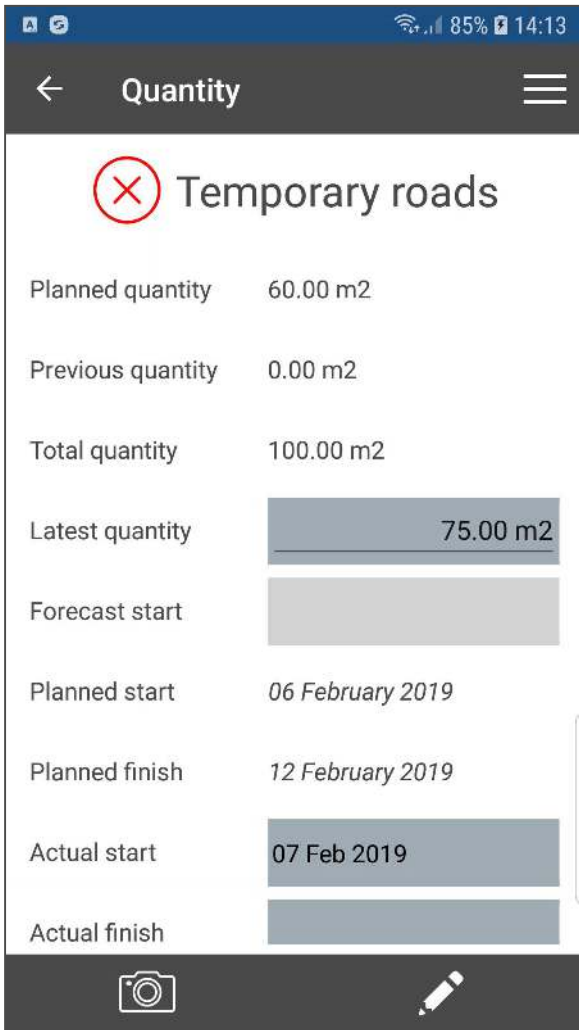 85% 14:13
Quantity
Temporary roads
Planned quantity 60.00 m2
Previous quantity 0.00 m2
Total quantity 100.00 m2
Latest quantity 75.00 m2
Forecast start
Planned start 06 February 2019
Planned finish 12 February 2019
Actual start 07 Feb 2019
Actual finish